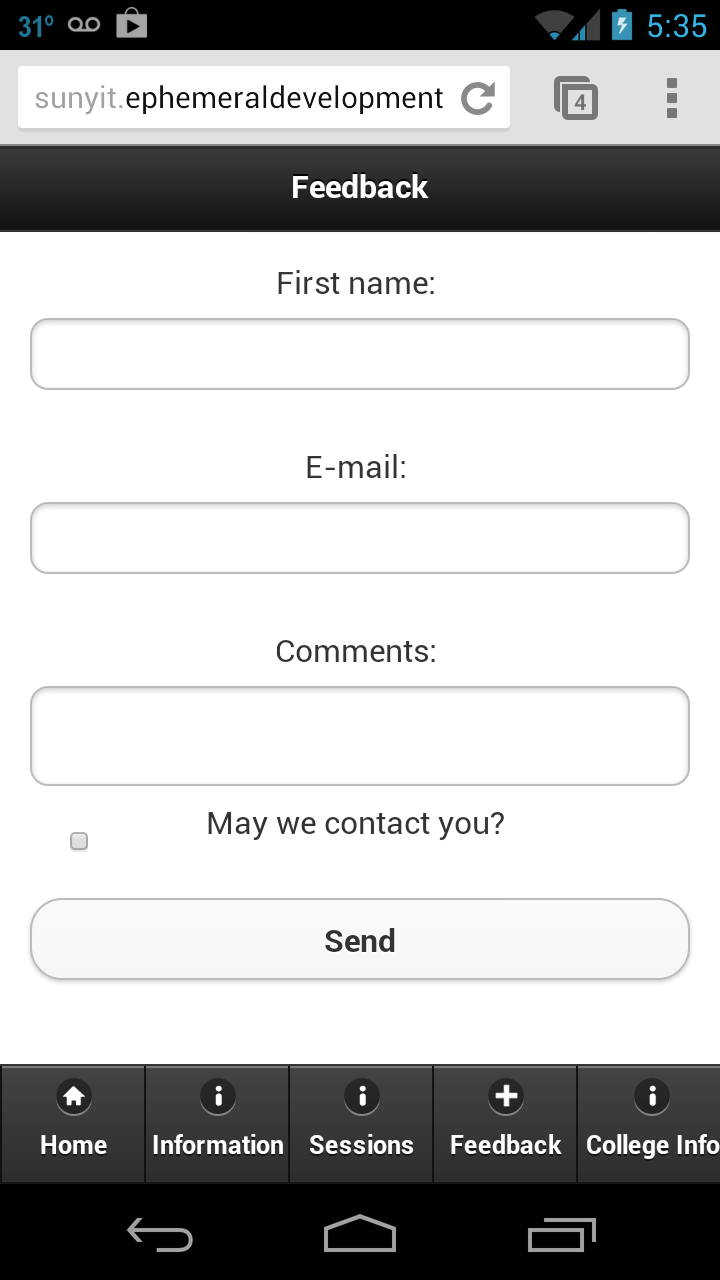 31° 5:35
sunyit.ephemeraldevelopment 4
Feedback
First name:
E-mail:
Comments:
May we contact you?
Send
Home Information Sessions Feedback College Info